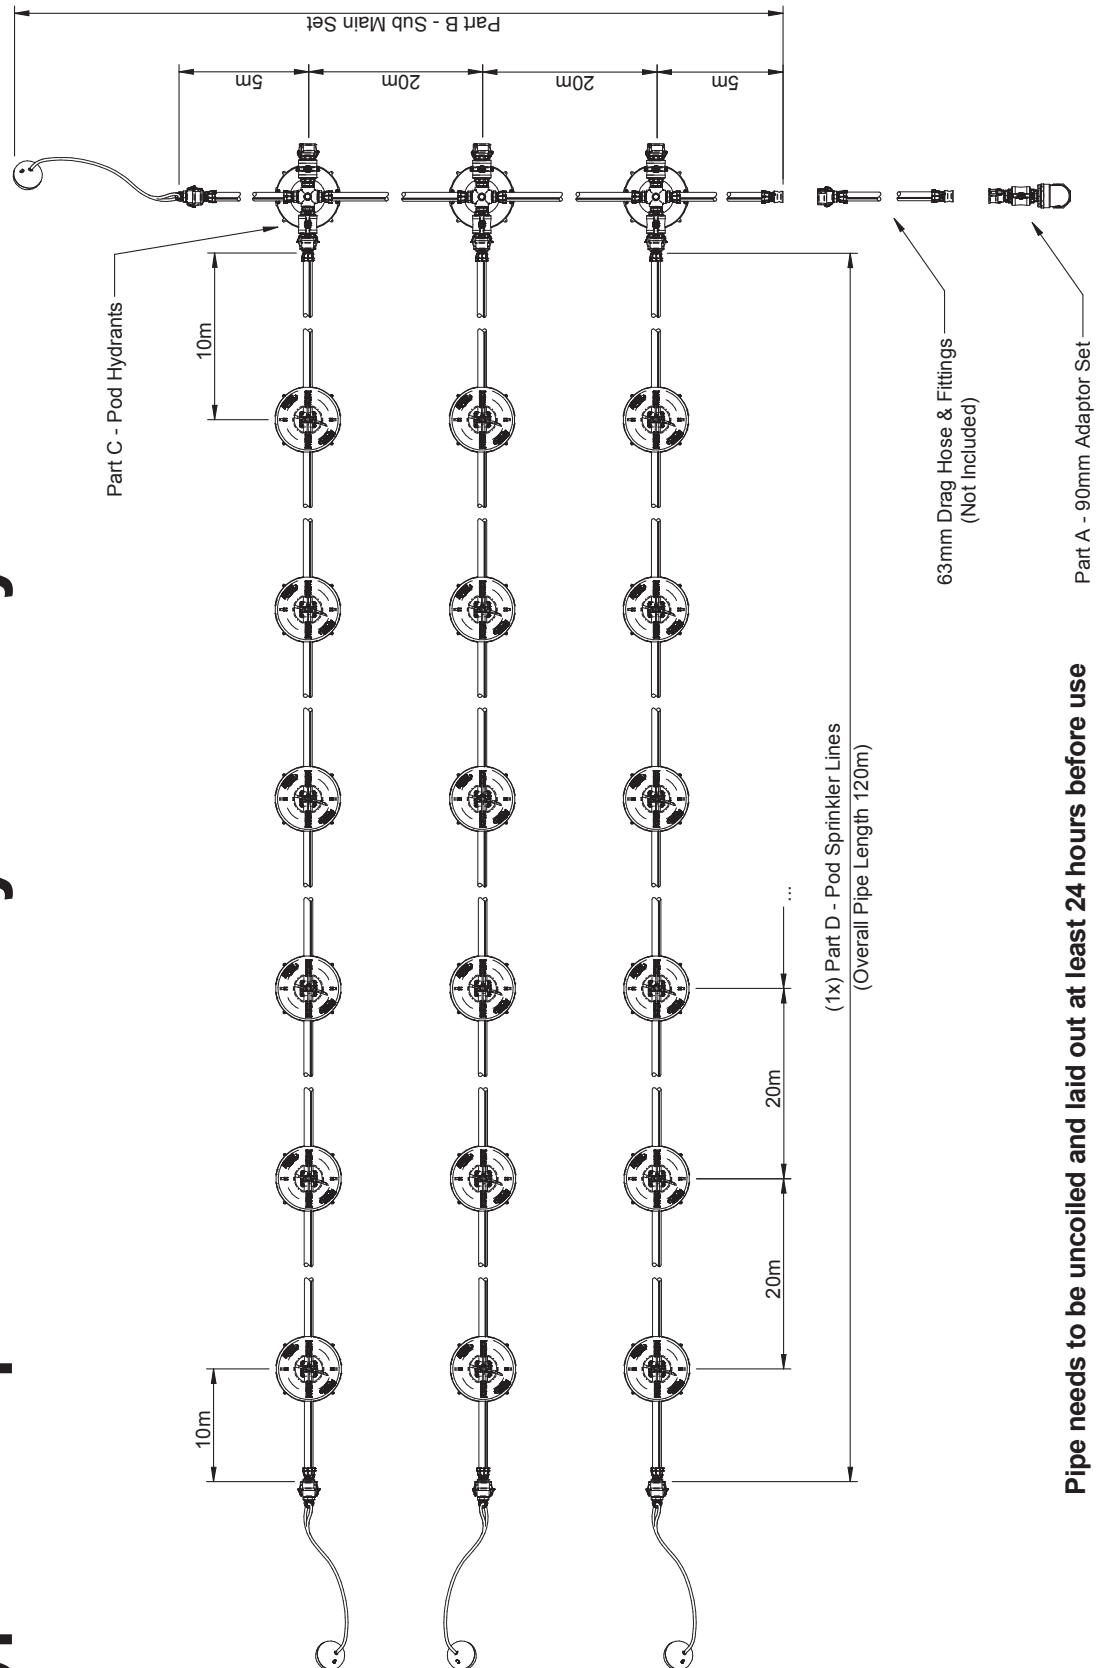 Part B - Sub Main Set
5m
20m
20m
5m
Part C - Pod Hydrants
10m
63mm Drag Hose & Fittings
(Not Included)
Part A - 90mm Adaptor Set
(1x) Part D - Pod Sprinkler Lines
(Overall Pipe Length 120m)
...
20m
20m
10m
Pipe needs to be uncoiled and laid out at least 24 hours before use